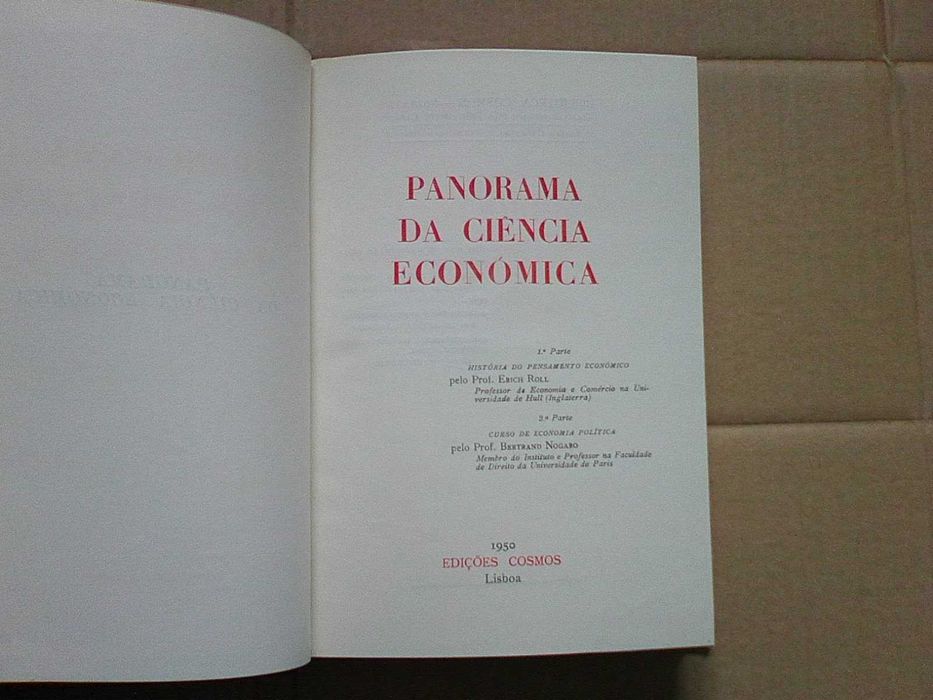 PANORAMA
DA CIÊNCIA
ECONÓMICA
1.ª Parte
HISTÓRIA DO PENSAMENTO ECONÓMICO
pelo Prof. ERICH ROLL
Professor de Economia e Comércio na Uni-
versidade de Hull (Inglaterra)
2.ª Parte
CURSO DE ECONOMIA POLÍTICA
pelo Prof. BERTRAND NOGARO
Membro do Instituto e Professor na Faculdade
de Direito da Universidade de Paris
1950
EDIÇÕES COSMOS
Lisboa